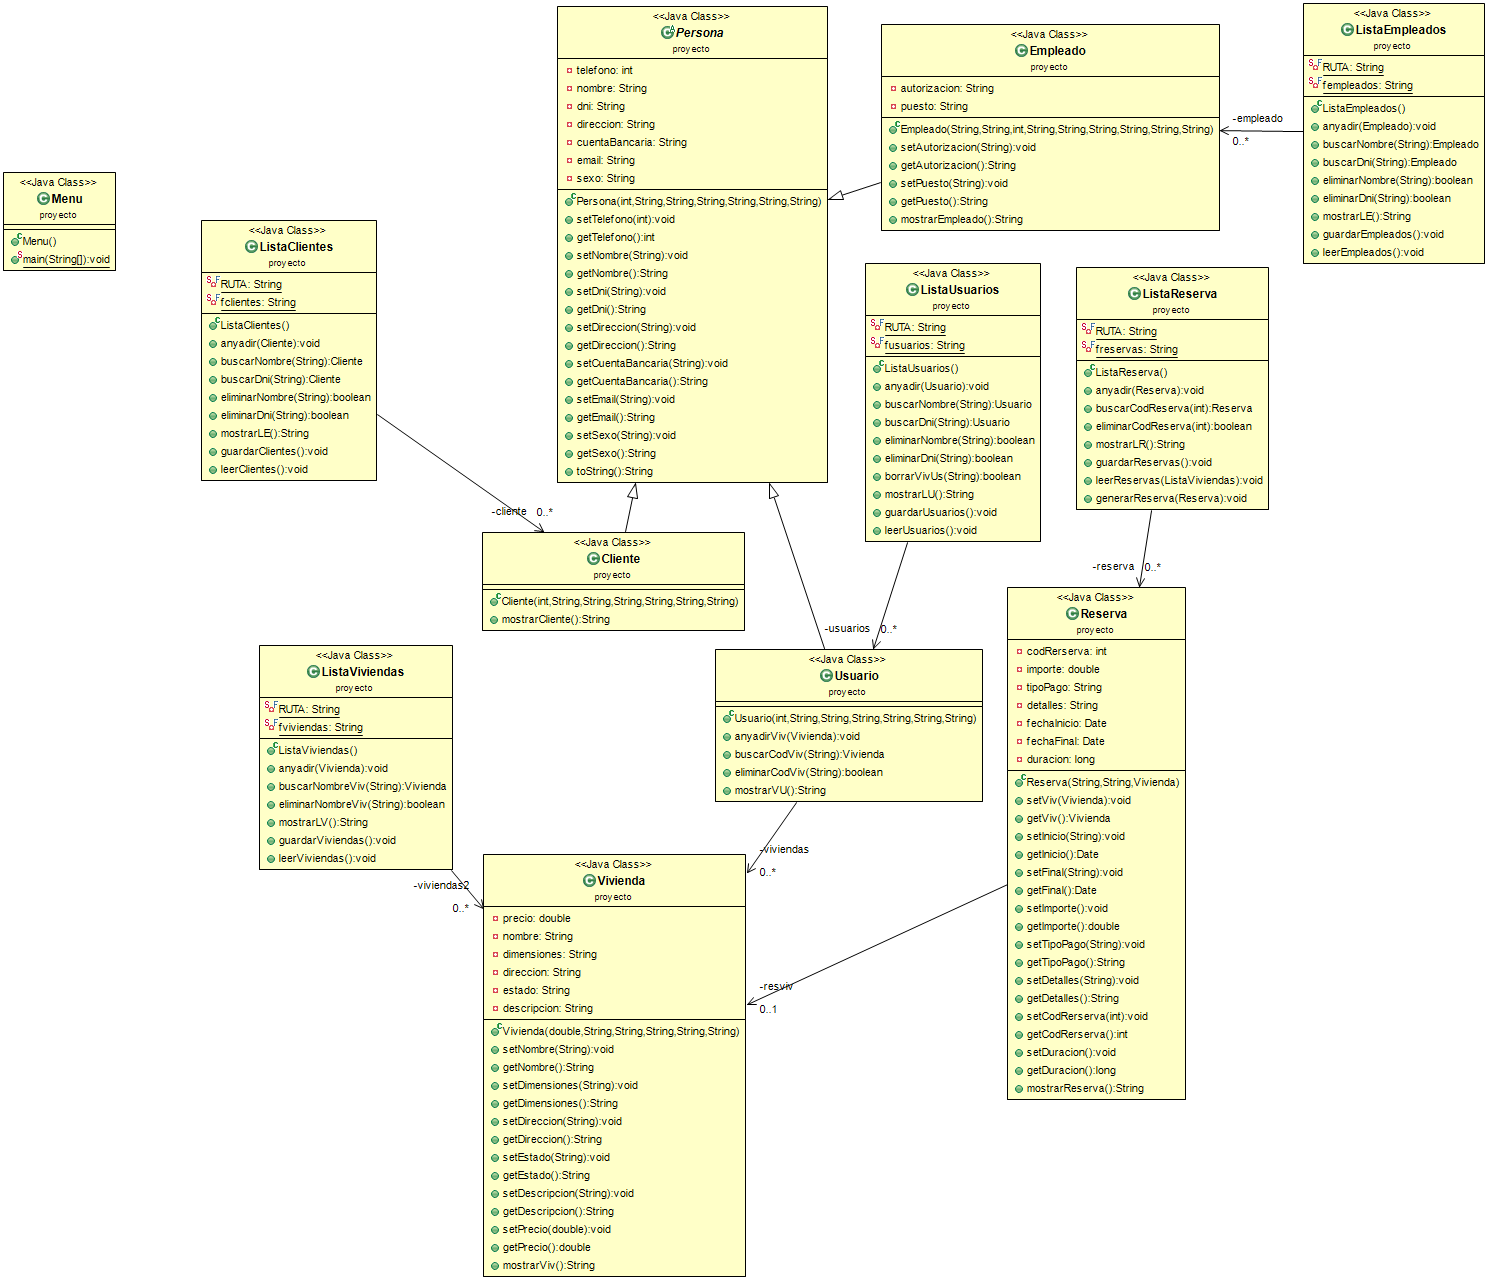 <<Java Class>>
Menu
proyecto
Menu()
main(String[]):void
<<Java Class>>
ListaClientes
proyecto
RUTA: String
fclientes: String
ListaClientes()
anyadir(Cliente):void
buscarNombre(String):Cliente
buscarDni(String):Cliente
eliminarNombre(String):boolean
eliminarDni(String):boolean
mostrarLE():String
guardarClientes():void
leerClientes():void
<<Java Class>>
Persona
proyecto
telefono: int
nombre: String
dni: String
direccion: String
cuentaBancaria: String
email: String
sexo: String
Persona(int,String,String,String,String,String,String)
setTelefono(int):void
getTelefono():int
setNombre(String):void
getNombre():String
setDni(String):void
getDni():String
setDireccion(String):void
getDireccion():String
setCuentaBancaria(String):void
getCuentaBancaria():String
setEmail(String):void
getEmail():String
setSexo(String):void
getSexo():String
toString():String
<<Java Class>>
Empleado
proyecto
autorizacion: String
puesto: String
Empleado(String,String,int,String,String,String,String,String,String)
setAutorizacion(String):void
getAutorizacion():String
setPuesto(String):void
getPuesto():String
mostrarEmpleado():String
-empleado
0..*
<<Java Class>>
ListaEmpleados
proyecto
RUTA: String
fempleados: String
ListaEmpleados()
anyadir(Empleado):void
buscarNombre(String):Empleado
buscarDni(String):Empleado
eliminarNombre(String):boolean
eliminarDni(String):boolean
mostrarLE():String
guardarEmpleados():void
leerEmpleados():void
<<Java Class>>
ListaUsuarios
proyecto
RUTA: String
fusuarios: String
ListaUsuarios()
anyadir(Usuario):void
buscarNombre(String):Usuario
buscarDni(String):Usuario
eliminarNombre(String):boolean
eliminarDni(String):boolean
borrarVivUs(String):boolean
mostrarLU():String
guardarUsuarios():void
leerUsuarios():void
<<Java Class>>
ListaReserva
proyecto
RUTA: String
freservas: String
ListaReserva()
anyadir(Reserva):void
buscarCodReserva(int):Reserva
eliminarCodReserva(int):boolean
mostrarLR():String
guardarReservas():void
leerReservas(ListaViviendas):void
generarReserva(Reserva):void
-cliente 0..*
<<Java Class>>
Cliente
proyecto
Cliente(int,String,String,String,String,String,String)
mostrarCliente():String
-usuarios 0..*
-reserva 0..*
<<Java Class>>
ListaViviendas
proyecto
RUTA: String
fviviendas: String
ListaViviendas()
anyadir(Vivienda):void
buscarNombreViv(String):Vivienda
eliminarNombreViv(String):boolean
mostrarLV():String
guardarViviendas():void
leerViviendas():void
-viviendas2
0..*
<<Java Class>>
Usuario
proyecto
Usuario(int,String,String,String,String,String,String)
anyadirViv(Vivienda):void
buscarCodViv(String):Vivienda
eliminarCodViv(String):boolean
mostrarVU():String
-viviendas
0..*
<<Java Class>>
Reserva
proyecto
codRerserva: int
importe: double
tipoPago: String
detalles: String
fechaInicio: Date
fechaFinal: Date
duracion: long
Reserva(String,String,Vivienda)
setViv(Vivienda):void
getViv():Vivienda
setInicio(String):void
getInicio():Date
setFinal(String):void
getFinal():Date
setImporte():void
getImporte():double
setTipoPago(String):void
getTipoPago():String
setDetalles(String):void
getDetalles():String
setCodRerserva(int):void
getCodRerserva():int
setDuracion():void
getDuracion():long
mostrarReserva():String
-resviv
0..1
<<Java Class>>
Vivienda
proyecto
precio: double
nombre: String
dimensiones: String
direccion: String
estado: String
descripcion: String
Vivienda(double,String,String,String,String,String)
setNombre(String):void
getNombre():String
setDimensiones(String):void
getDimensiones():String
setDireccion(String):void
getDireccion():String
setEstado(String):void
getEstado():String
setDescripcion(String):void
getDescripcion():String
setPrecio(double):void
getPrecio():double
mostrarViv():String